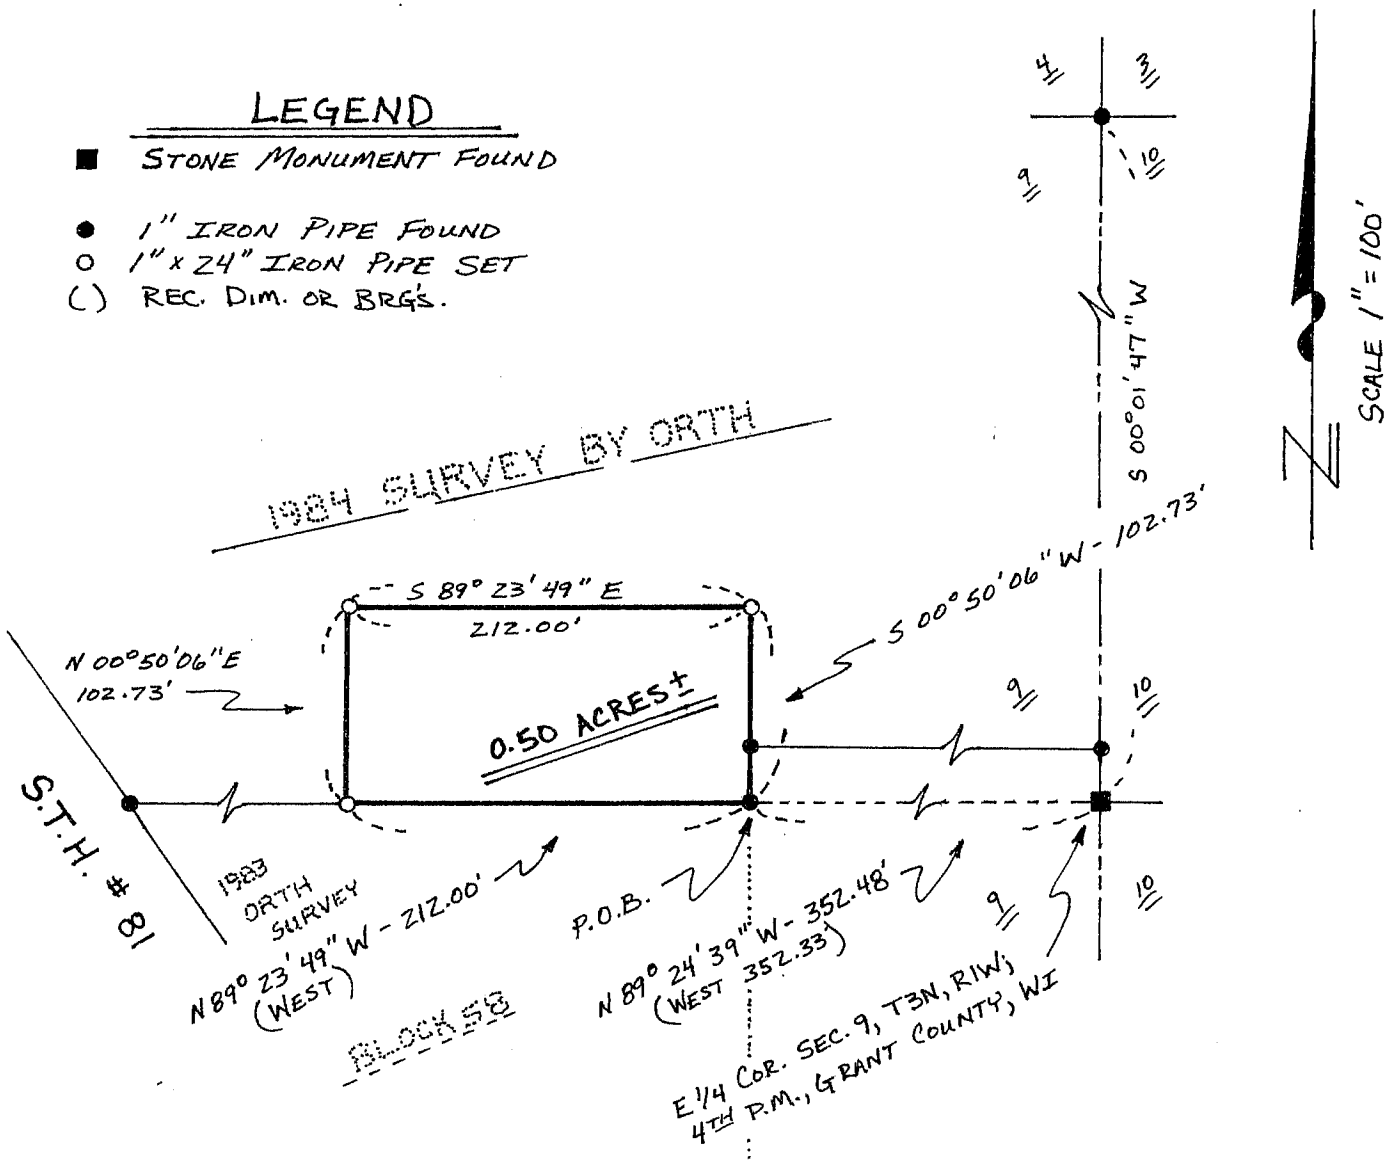 LEGEND
STONE MONUMENT FOUND
1" IRON PIPE FOUND
1" x 24" IRON PIPE SET
( ) REC. DIM. OR BRG'S.
4
3
9
10
S 00° 01' 47" W
SCALE 1" = 100'
N
1984 SURVEY BY ORTH
S 89° 23' 49" E
212.00'
S 00° 50' 06" W - 102.73'
N 00° 50' 06" E
102.73'
0.50 ACRES ±
9
10
S.T.H. # 81
1983
ORTH
SURVEY
N 89° 23' 49" W - 212.00'
(WEST)
P.O.B.
N 89° 24' 39" W - 352.48'
(WEST 352.33')
9
10
BLOCK 58
E 1/4 COR. SEC. 9, T3N, R1W;
4TH P.M., GRANT COUNTY, WI